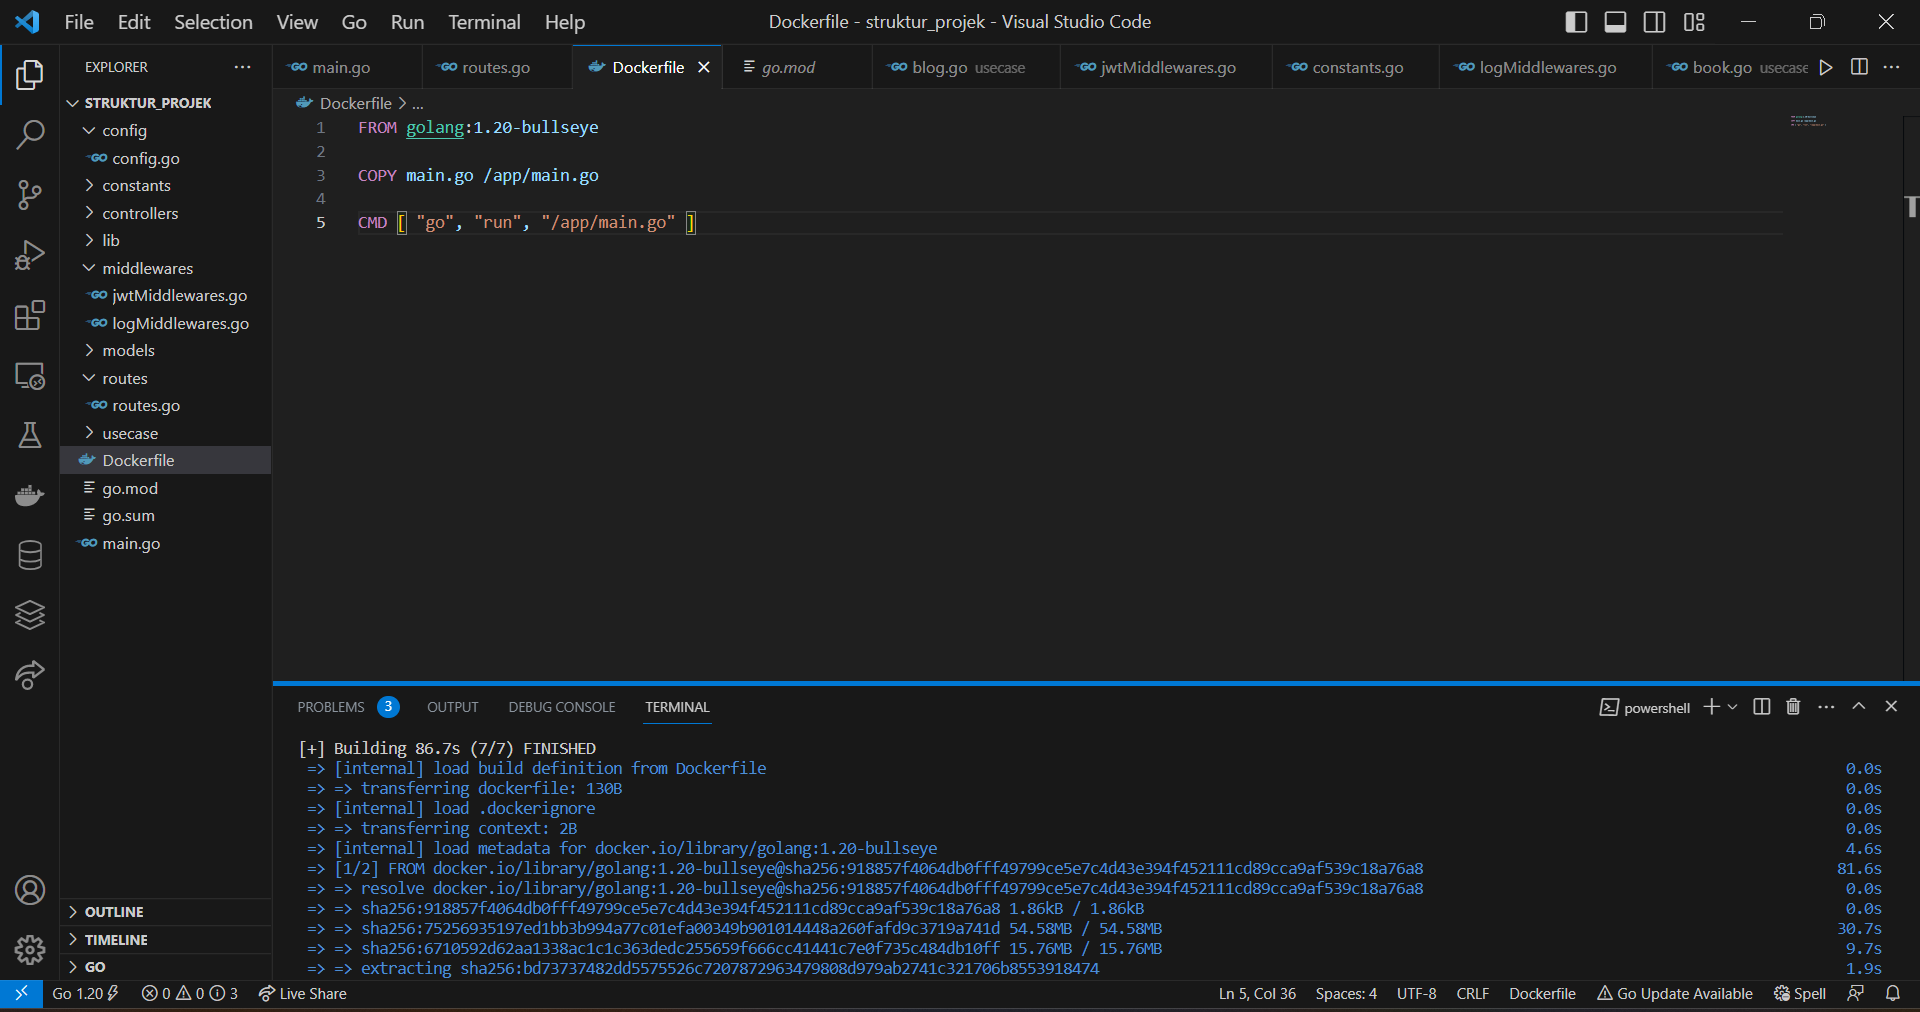 File Edit Selection View Go Run Terminal Help
Dockerfile - struktur_projek - Visual Studio Code
EXPLORER
main.go
routes.go
Dockerfile
go.mod
blog.go usecase
jwtMiddlewares.go
constants.go
logMiddlewares.go
book.go usecase
STRUKTUR_PROJEK
config
config.go
constants
controllers
lib
middlewares
jwtMiddlewares.go
logMiddlewares.go
models
routes
routes.go
usecase
Dockerfile
go.mod
go.sum
main.go
OUTLINE
TIMELINE
GO
Dockerfile > ...
1 FROM golang:1.20-bullseye
2
3 COPY main.go /app/main.go
4
5 CMD [ "go", "run", "/app/main.go" ]
PROBLEMS 3 OUTPUT DEBUG CONSOLE TERMINAL
powershell
[+] Building 86.7s (7/7) FINISHED
=> [internal] load build definition from Dockerfile 0.0s
=> => transferring dockerfile: 130B 0.0s
=> [internal] load .dockerignore 0.0s
=> => transferring context: 2B 0.0s
=> [internal] load metadata for docker.io/library/golang:1.20-bullseye 4.6s
=> [1/2] FROM docker.io/library/golang:1.20-bullseye@sha256:918857f4064db0fff49799ce5e7c4d43e394f452111cd89cca9af539c18a76a8 81.6s
=> => resolve docker.io/library/golang:1.20-bullseye@sha256:918857f4064db0fff49799ce5e7c4d43e394f452111cd89cca9af539c18a76a8 0.0s
=> => sha256:918857f4064db0fff49799ce5e7c4d43e394f452111cd89cca9af539c18a76a8 1.86kB / 1.86kB 0.0s
=> => sha256:75256935197ed1bb3b994a77c01efa00349b901014448a260fafd9c3719a741d 54.58MB / 54.58MB 30.7s
=> => sha256:6710592d62aa1338ac1c1c363dedc255659f666cc41441c7e0f735c484db10ff 15.76MB / 15.76MB 9.7s
=> => extracting sha256:bd73737482dd5575526c7207872963479808d979ab2741c321706b8553918474 1.9s
Go 1.20 0 0 3 Live Share
Ln 5, Col 36 Spaces: 4 UTF-8 CRLF Dockerfile Go Update Available Spell